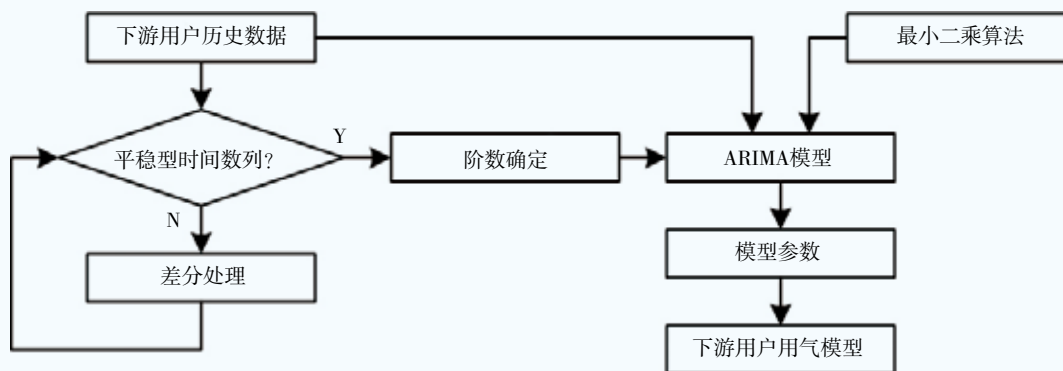 下游用户历史数据
最小二乘算法
平稳型时间数列?
Y
阶数确定
ARIMA模型
N
差分处理
模型参数
下游用户用气模型